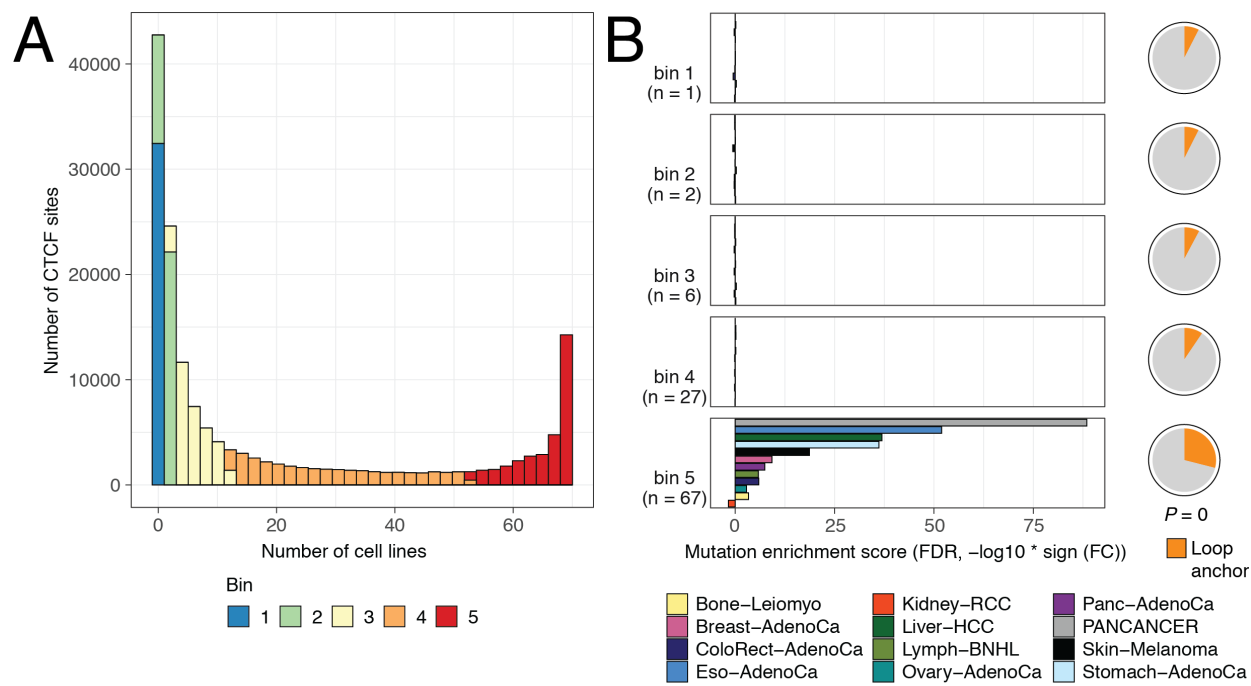 A
Number of CTCF sites
40000
30000
20000
10000
0
0 20 40 60
Number of cell lines
Bin
1 2 3 4 5
B
bin 1
(n = 1)
bin 2
(n = 2)
bin 3
(n = 6)
bin 4
(n = 27)
bin 5
(n = 67)
0 25 50 75
Mutation enrichment score (FDR, −log10 * sign (FC))
P = 0
Loop
anchor
Bone−Leiomyo
Breast−AdenoCa
ColoRect−AdenoCa
Eso−AdenoCa
Kidney−RCC
Liver−HCC
Lymph−BNHL
Ovary−AdenoCa
Panc−AdenoCa
PANCANCER
Skin−Melanoma
Stomach−AdenoCa